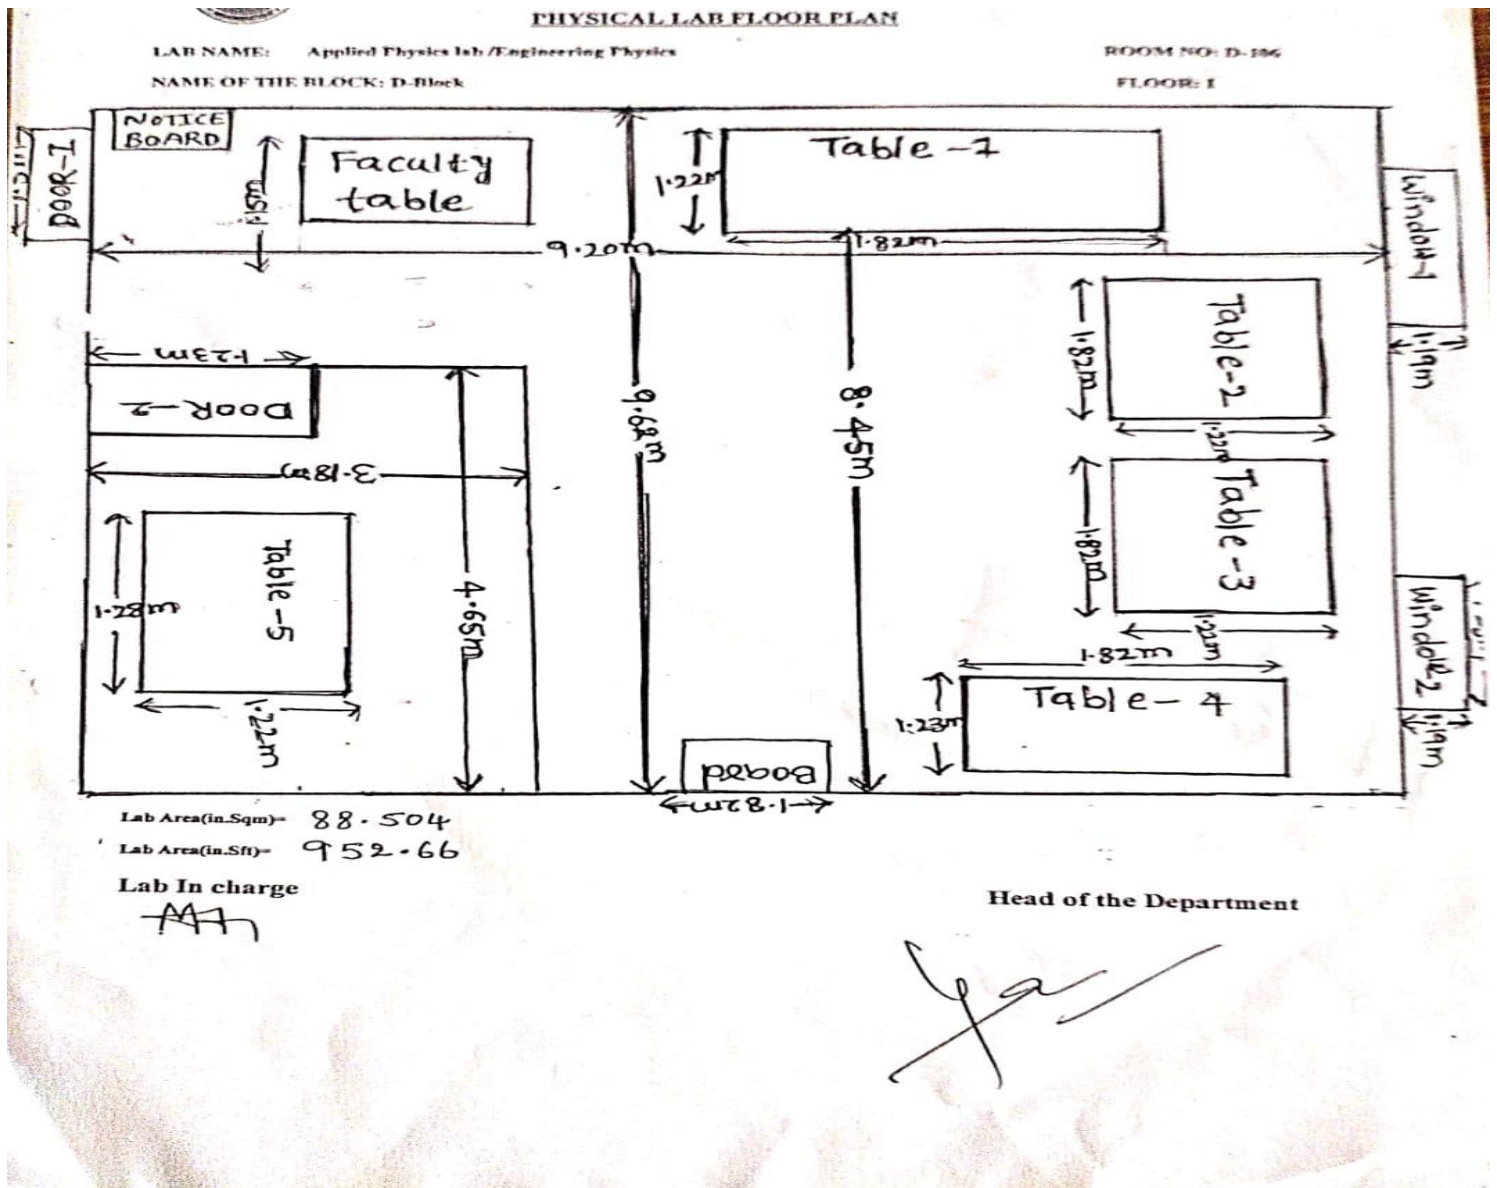 PHYSICAL LAB FLOOR PLAN
LAB NAME: Applied Physics lab /Engineering Physics
ROOM NO: D-106
NAME OF THE BLOCK: D-Block
FLOOR: I
NOTICE
BOARD
DOOR-I
1.15m
Faculty
table
1.22m
Table-1
1.82m
9.20m
Window-1
1.19m
1.82m
Table-2
1.22m
1.23m
DOOR-2
3.18m
9.62m
8.45m
1.82m
Table-3
1.22m
1.28m
Table-5
1.22m
4.65m
1.82m
1.23m
Table-4
Window-2
1.19m
Board
1.82m
Lab Area(in.Sqm)- 88.504
Lab Area(in.Sft)- 952.66
Lab In charge
Head of the Department